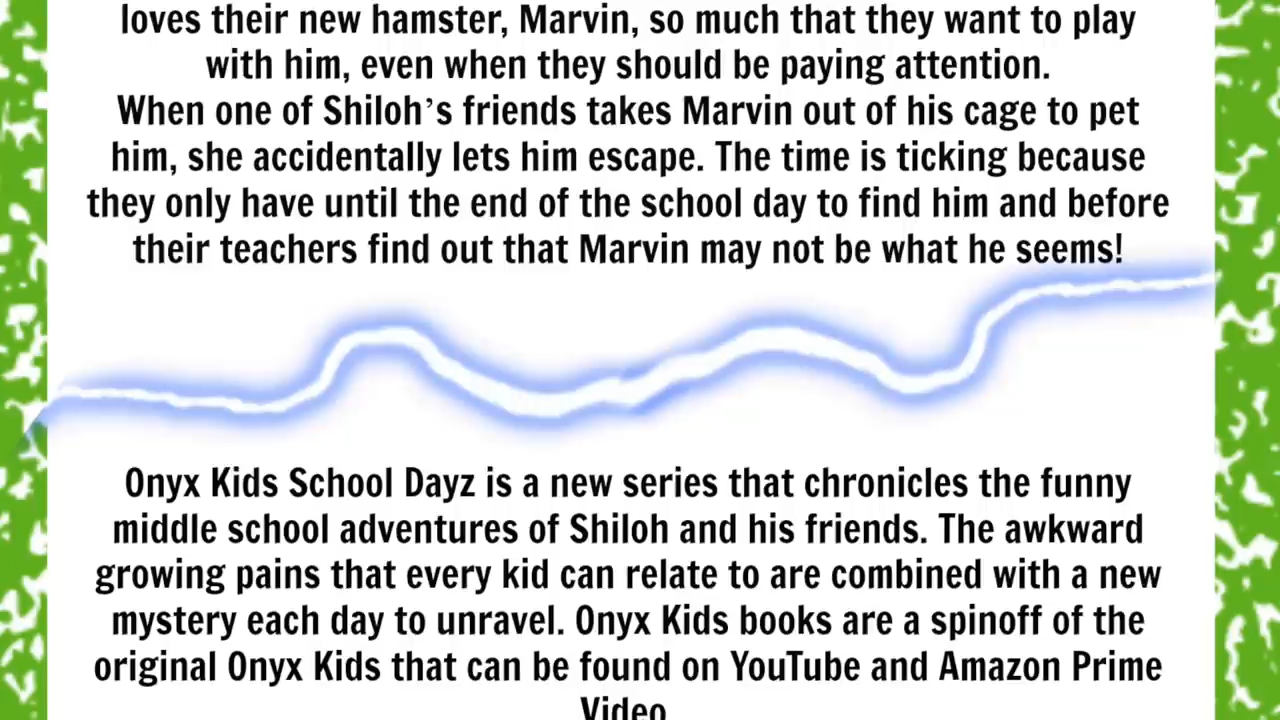 loves their new hamster, Marvin, so much that they want to play
with him, even when they should be paying attention.
When one of Shiloh's friends takes Marvin out of his cage to pet
him, she accidentally lets him escape. The time is ticking because
they only have until the end of the school day to find him and before
their teachers find out that Marvin may not be what he seems!
Onyx Kids School Dayz is a new series that chronicles the funny
middle school adventures of Shiloh and his friends. The awkward
growing pains that every kid can relate to are combined with a new
mystery each day to unravel. Onyx Kids books are a spinoff of the
original Onyx Kids that can be found on YouTube and Amazon Prime
Video